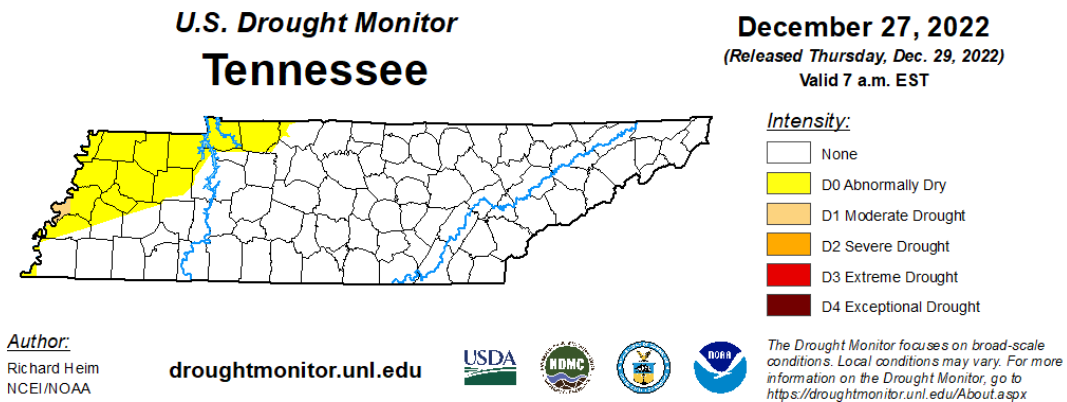 U.S. Drought Monitor
Tennessee
December 27, 2022
(Released Thursday, Dec. 29, 2022)
Valid 7 a.m. EST
Intensity:
None
D0 Abnormally Dry
D1 Moderate Drought
D2 Severe Drought
D3 Extreme Drought
D4 Exceptional Drought
Author:
Richard Heim
NCEI/NOAA
droughtmonitor.unl.edu
USDA
NDMC
NOAA
The Drought Monitor focuses on broad-scale
conditions. Local conditions may vary. For more
information on the Drought Monitor, go to
https://droughtmonitor.unl.edu/About.aspx